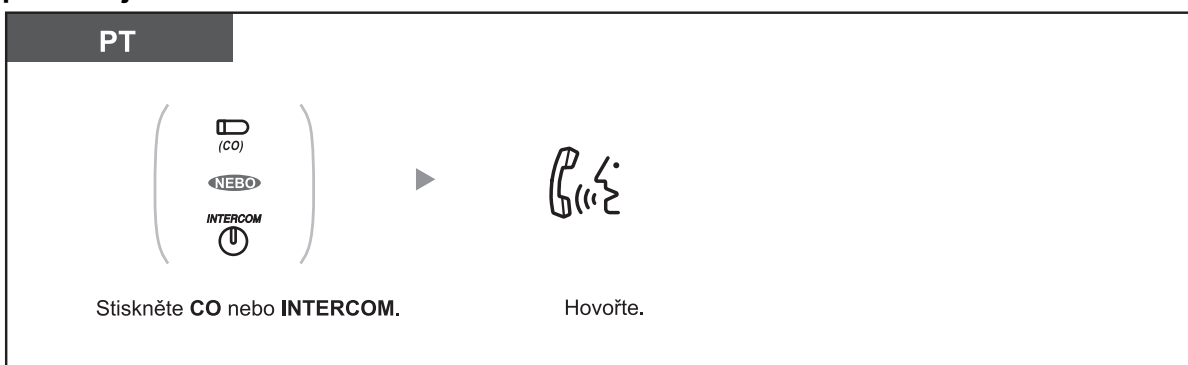 PT
(CO)
NEBO
INTERCOM
Stiskněte CO nebo INTERCOM.
Hovořte.